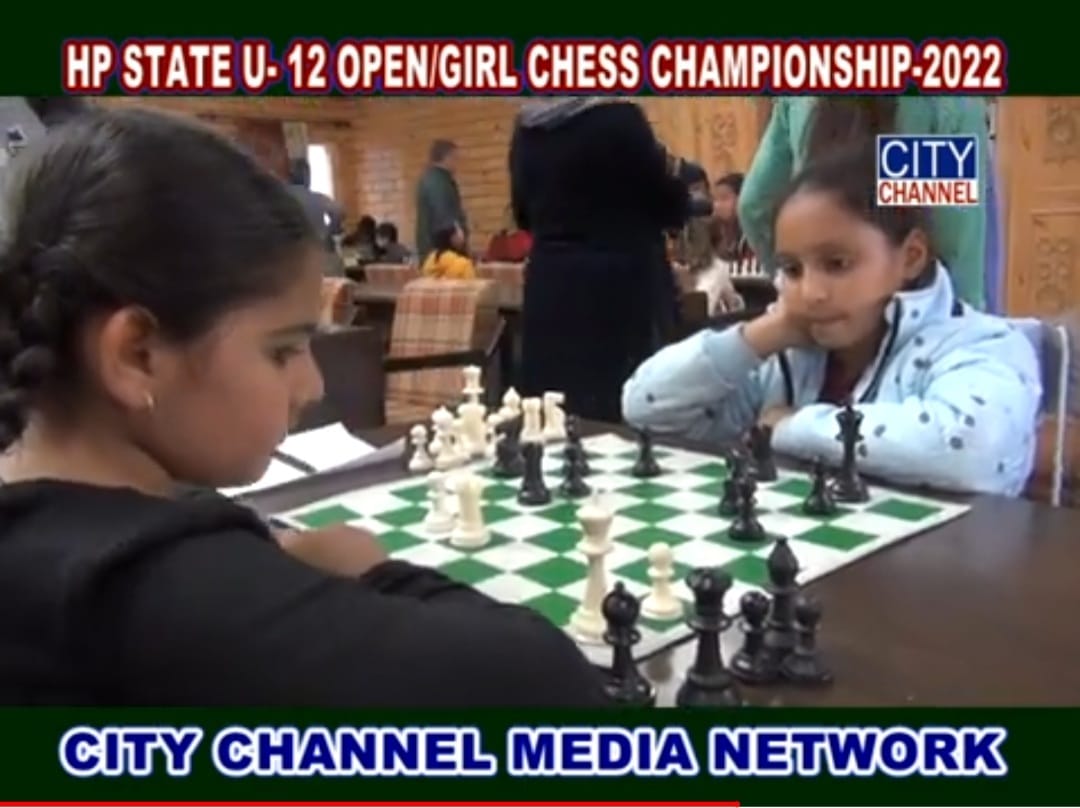 HP STATE U- 12 OPEN/GIRL CHESS CHAMPIONSHIP-2022
CITY
CHANNEL
CITY CHANNEL MEDIA NETWORK